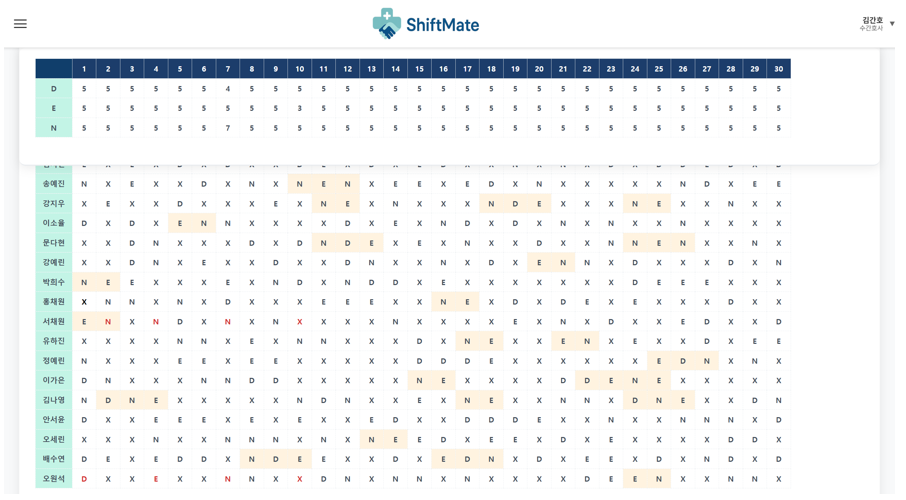 ShiftMate
김간호 ▼
수간호사
1 2 3 4 5 6 7 8 9 10 11 12 13 14 15 16 17 18 19 20 21 22 23 24 25 26 27 28 29 30
D 5 5 5 5 5 5 4 5 5 5 5 5 5 5 5 5 5 5 5 5 5 5 5 5 5 5 5 5 5 5
E 5 5 5 5 5 5 5 5 5 3 5 5 5 5 5 5 5 5 5 5 5 5 5 5 5 5 5 5 5 5
N 5 5 5 5 5 5 7 5 5 5 5 5 5 5 5 5 5 5 5 5 5 5 5 5 5 5 5 5 5 5
송예진 N X E X X D X N X N E N X E E X E D X N X X X X X N D X E E
강지우 X E X X D X X X E X N E X N X X X N D E X X X N E X X N X X
이소율 D X D X E N N X X X X D X E X N D X D X N X N X X N X X X X
문다현 X X D N X X X D X D N D E X E X N X X D X X N N E N X X N X
강예린 X X D N X E X X D X X D N X X N X D X E N N X D X X X D X N
박희수 N E E X X X E X N D X N D D X E X X X X X X X D E E E X X X
홍채원 X N N X N X D X X X E E E X X N E X D X D E X E X X X D X X
서채원 E N X N D X N X N X X X X N X X X X E X N X D X X E D X X D
유하진 X X X X N N X E X N N X X X D X N E X X E N X E X X D X E E
정예린 N X X X E E X E E X X X X X D D D E X X X X X X E D N X N X
이가은 D N X X X N N D D X X X X X N E X X X X D D E N E X X X X X
김나영 X D N E X X X X X N D N X X E X N E X X N N X D N E X X D N
안서윤 D X X E E E X E X E X X E D X X D D D E X X N X X N N N X D
오세린 X X X N X X N N N X N X N E E D X E E X D X E X X X X D D X
배수연 D E X E D D X N D E E X X D X E D N X D X E E X D X N D X X
오원석 D X X E X X N N X X D N X N N X X X X X X D E E N X N N X D